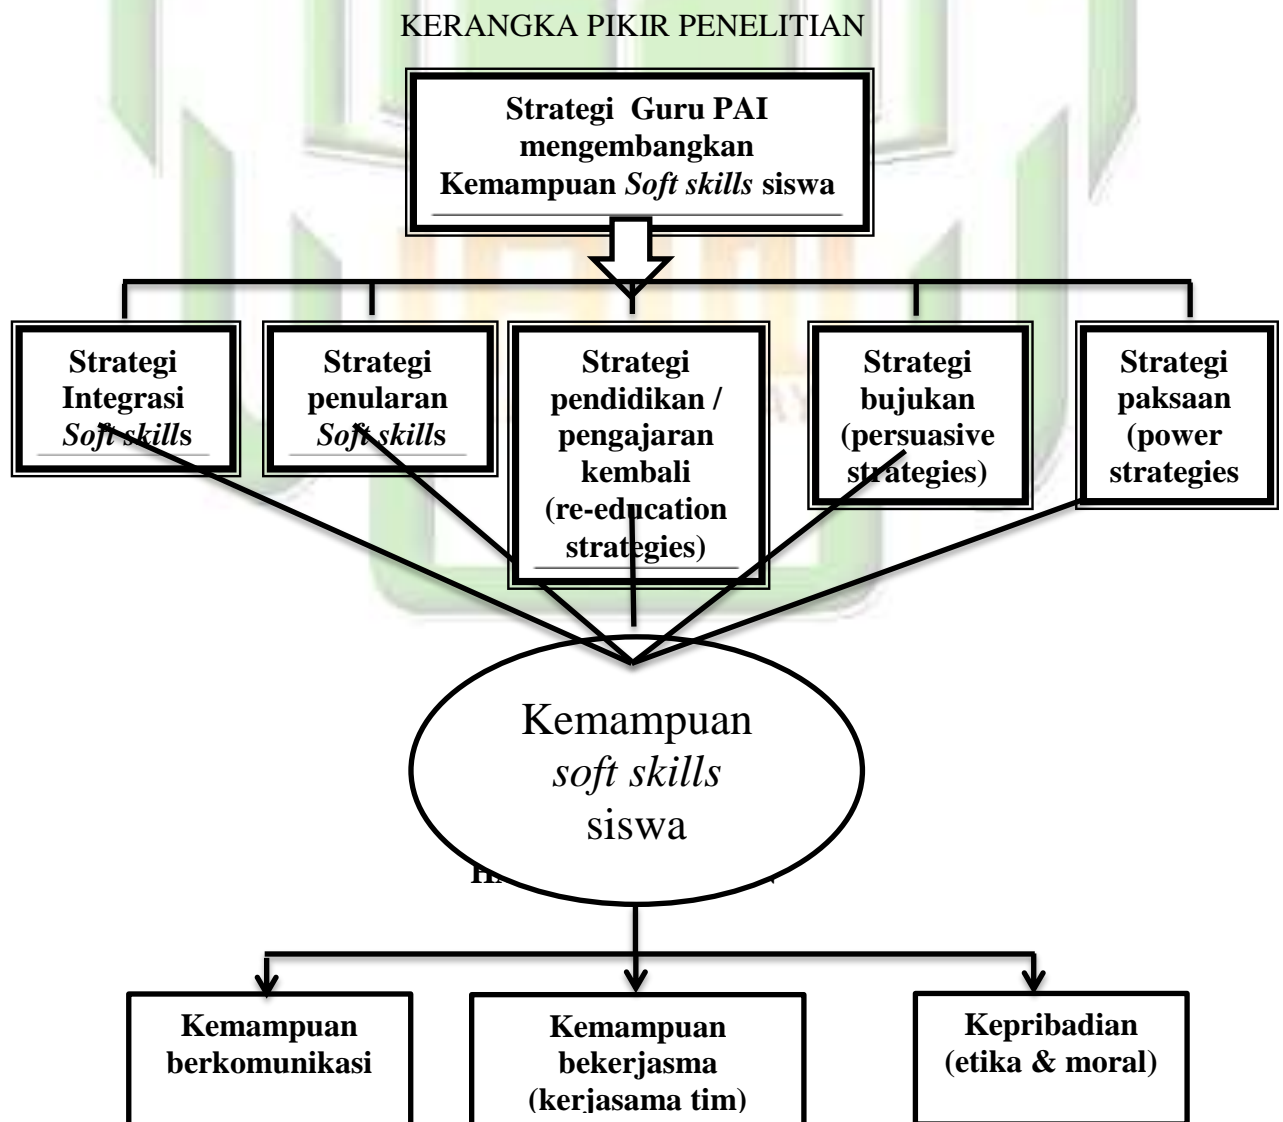 KERANGKA PIKIR PENELITIAN
Strategi Guru PAI
mengembangkan
Kemampuan Soft skills siswa
Strategi
Integrasi
Soft skills
Strategi
penularan
Soft skills
Strategi
pendidikan /
pengajaran
kembali
(re-education
strategies)
Strategi
bujukan
(persuasive
strategies)
Strategi
paksaan
(power
strategies
Kemampuan
soft skills
siswa
Kemampuan
berkomunikasi
Kemampuan
bekerjasma
(kerjasama tim)
Kepribadian
(etika & moral)